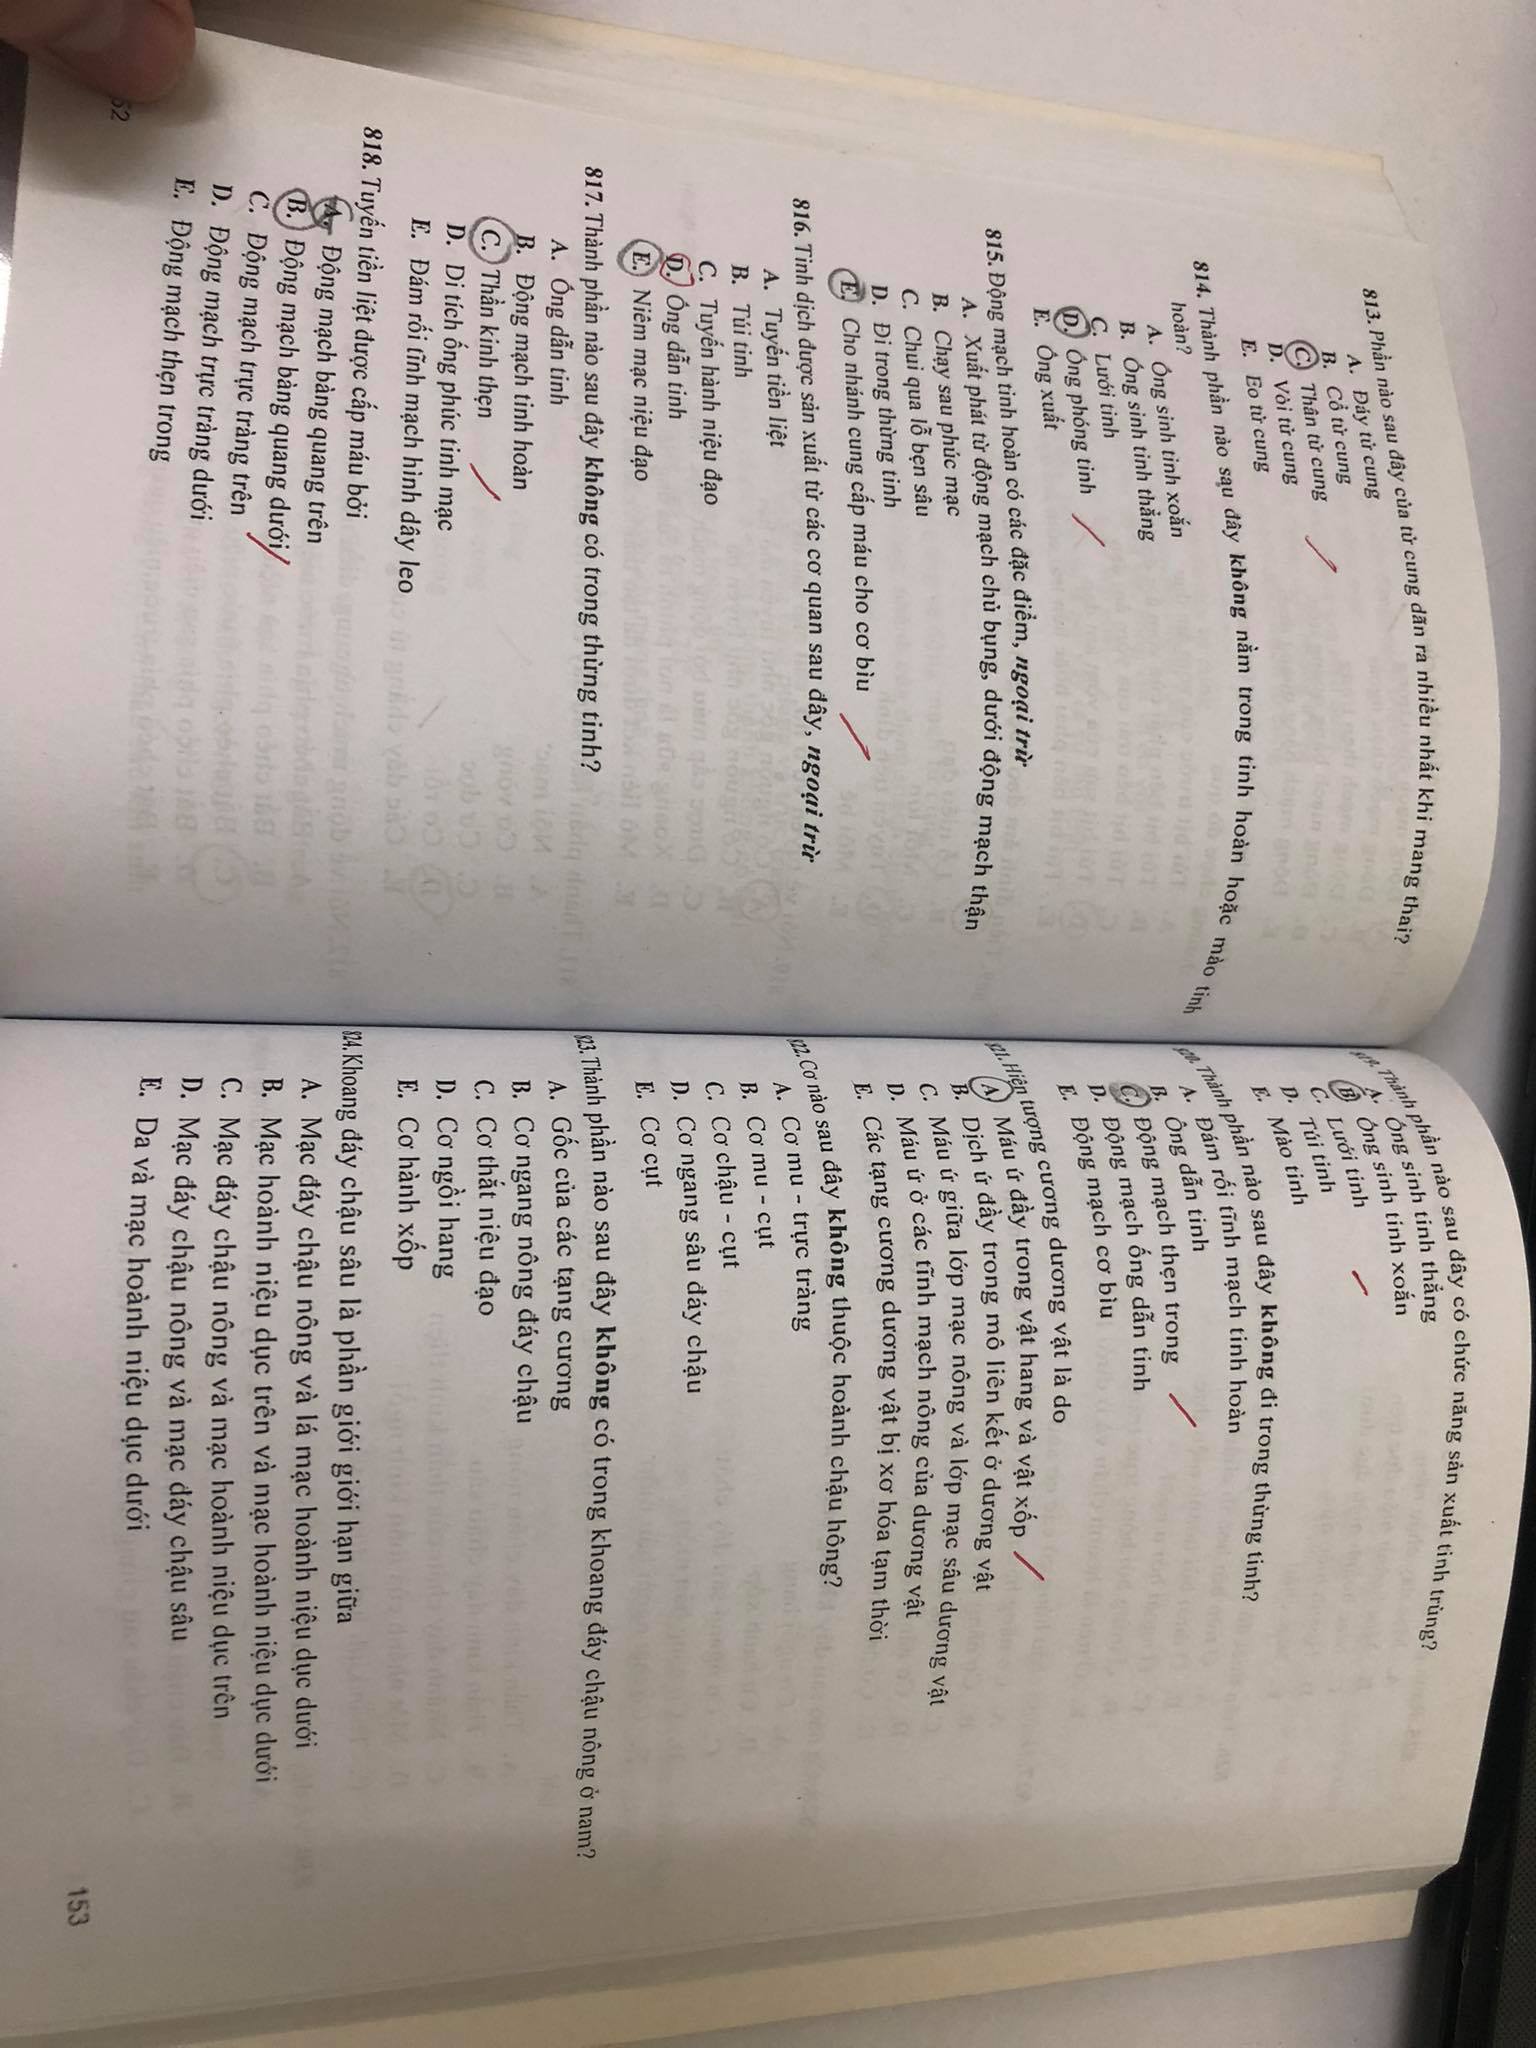 813. Phần nào sau đây của tử cung dãn ra nhiều nhất khi mang thai?
A. Đáy tử cung
B. Cổ tử cung
C. Thân tử cung
D. Vòi tử cung
E. Eo tử cung
814. Thành phần nào sau đây không nằm trong tinh hoàn hoặc mào tinh
hoàn?
A. Ống sinh tinh xoắn
B. Ống sinh tinh thẳng
C. Lưới tinh
D. Ống phóng tinh
E. Ống xuất
815. Động mạch tinh hoàn có các đặc điểm, ngoại trừ
A. Xuất phát từ động mạch chủ bụng, dưới động mạch thận
B. Chạy sau phúc mạc
C. Chui qua lỗ bẹn sâu
D. Đi trong thừng tinh
E. Cho nhánh cung cấp máu cho cơ bìu
816. Tinh dịch được sản xuất từ các cơ quan sau đây, ngoại trừ
A. Tuyến tiền liệt
B. Túi tinh
C. Tuyến hành niệu đạo
D. Ống dẫn tinh
E. Niêm mạc niệu đạo
817. Thành phần nào sau đây không có trong thừng tinh?
A. Ống dẫn tinh
B. Động mạch tinh hoàn
C. Thần kinh thẹn
D. Di tích ống phúc tinh mạc
E. Đám rối tĩnh mạch hình dây leo
818. Tuyến tiền liệt được cấp máu bởi
A. Động mạch bàng quang trên
B. Động mạch bàng quang dưới
C. Động mạch trực tràng trên
D. Động mạch trực tràng dưới
E. Động mạch thẹn trong
52
819. Thành phần nào sau đây có chức năng sản xuất tinh trùng?
A. Ống sinh tinh thẳng
B. Ống sinh tinh xoắn
C. Lưới tinh
D. Túi tinh
E. Mào tinh
820. Thành phần nào sau đây không đi trong thừng tinh?
A. Đám rối tĩnh mạch tinh hoàn
B. Ống dẫn tinh
C. Động mạch thẹn trong
D. Động mạch ống dẫn tinh
E. Động mạch cơ bìu
821. Hiện tượng cương dương vật là do
A. Máu ứ đầy trong vật hang và vật xốp
B. Dịch ứ đầy trong mô liên kết ở dương vật
C. Máu ứ giữa lớp mạc nông và lớp mạc sâu dương vật
D. Máu ứ ở các tĩnh mạch nông của dương vật
E. Các tạng cương dương vật bị xơ hóa tạm thời
822. Cơ nào sau đây không thuộc hoành chậu hông?
A. Cơ mu - trực tràng
B. Cơ mu - cụt
C. Cơ chậu - cụt
D. Cơ ngang sâu đáy chậu
E. Cơ cụt
823. Thành phần nào sau đây không có trong khoang đáy chậu nông ở nam?
A. Gốc của các tạng cương
B. Cơ ngang nông đáy chậu
C. Cơ thắt niệu đạo
D. Cơ ngồi hang
E. Cơ hành xốp
824. Khoang đáy chậu sâu là phần giới giới hạn giữa
A. Mạc đáy chậu nông và lá mạc hoành niệu dục dưới
B. Mạc hoành niệu dục trên và mạc hoành niệu dục dưới
C. Mạc đáy chậu nông và mạc hoành niệu dục trên
D. Mạc đáy chậu nông và mạc đáy chậu sâu
E. Da và mạc hoành niệu dục dưới
153